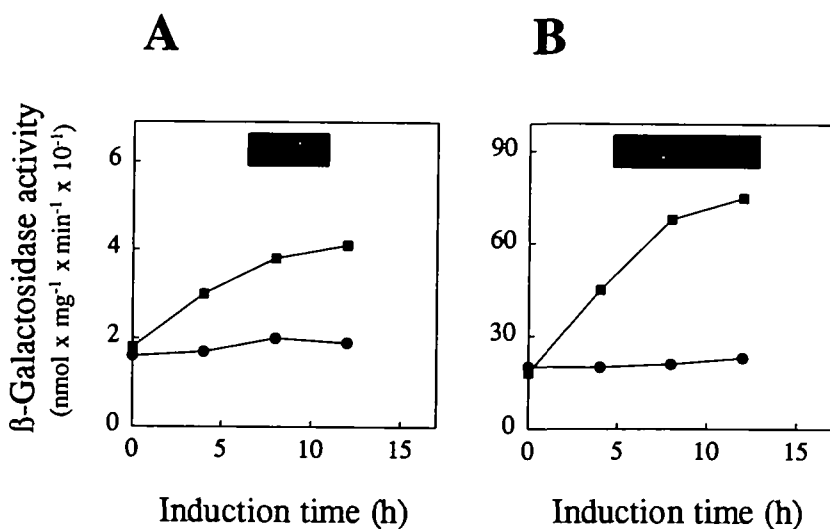 A
B
ß-Galactosidase activity
(nmol x mg⁻¹ x min⁻¹ x 10⁻¹)
6
4
2
0
0 5 10 15
Induction time (h)
90
60
30
0
0 5 10 15
Induction time (h)